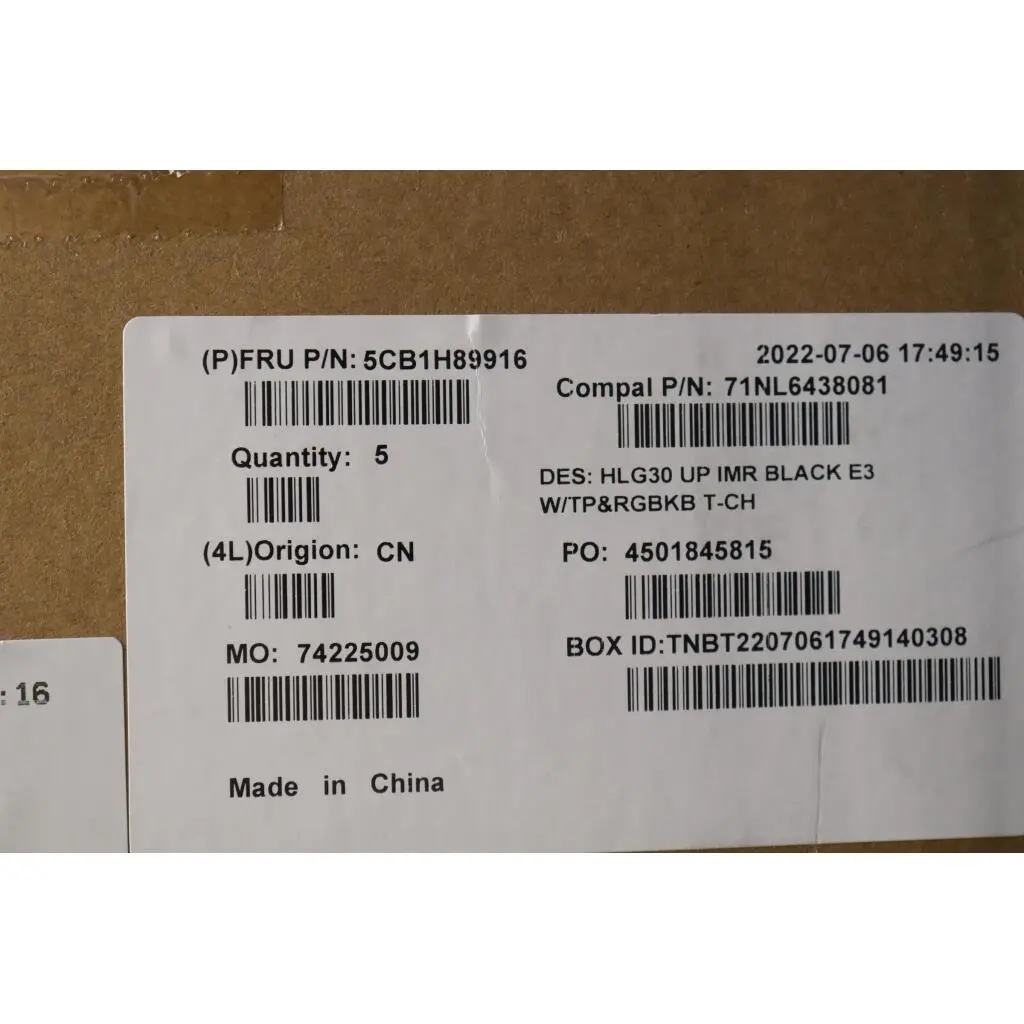 (P)FRU P/N: 5CB1H89916
2022-07-06 17:49:15
Compal P/N: 71NL6438081
Quantity: 5
DES: HLG30 UP IMR BLACK E3
W/TP&RGBKB T-CH
(4L)Origion: CN
PO: 4501845815
MO: 74225009
BOX ID:TNBT2207061749140308
: 16
Made in China